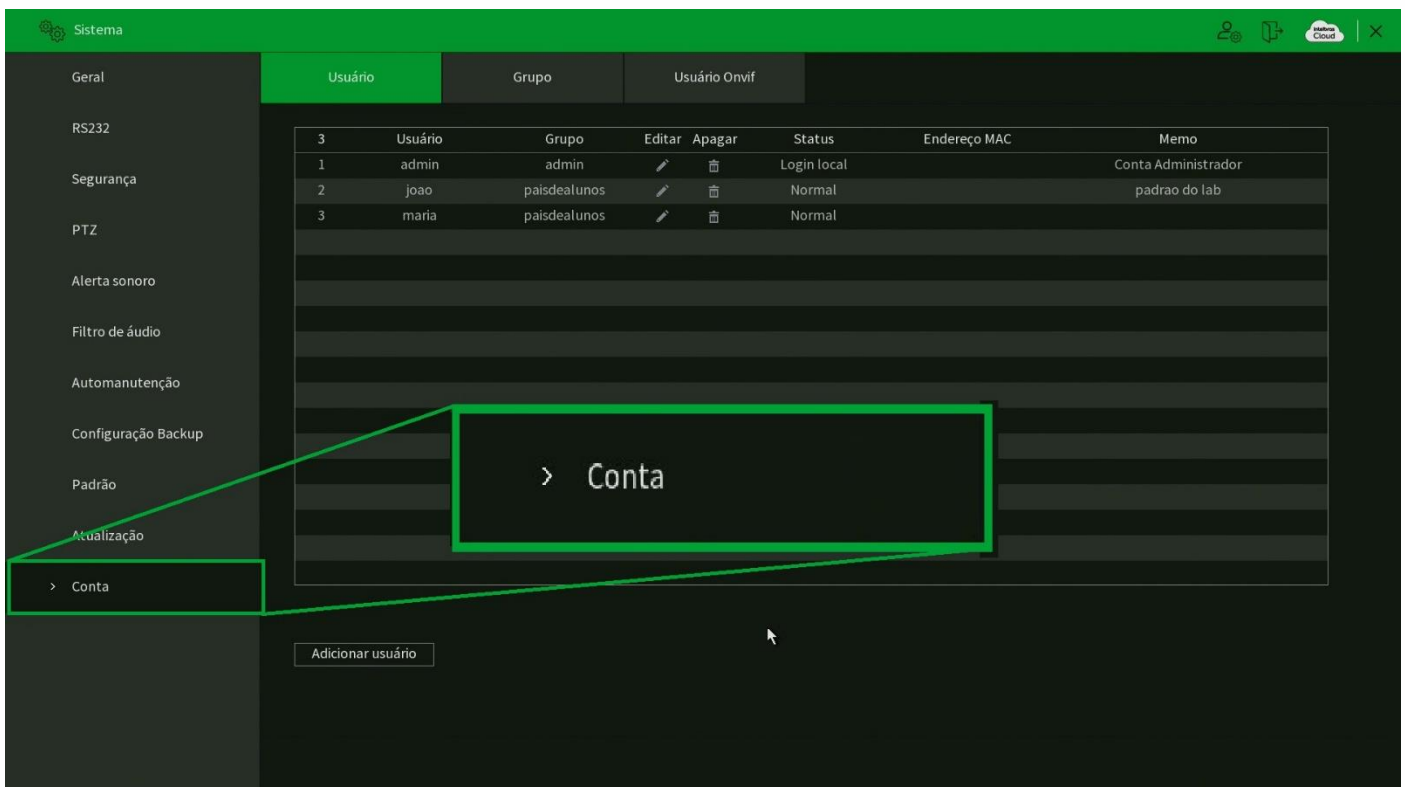 Sistema
intelbras Cloud
Geral
RS232
Segurança
PTZ
Alerta sonoro
Filtro de áudio
Automanutenção
Configuração Backup
Padrão
Atualização
> Conta
Usuário Grupo Usuário Onvif
3 Usuário Grupo Editar Apagar Status Endereço MAC Memo
1 admin admin Login local Conta Administrador
2 joao paisdealunos Normal padrao do lab
3 maria paisdealunos Normal
> Conta
Adicionar usuário